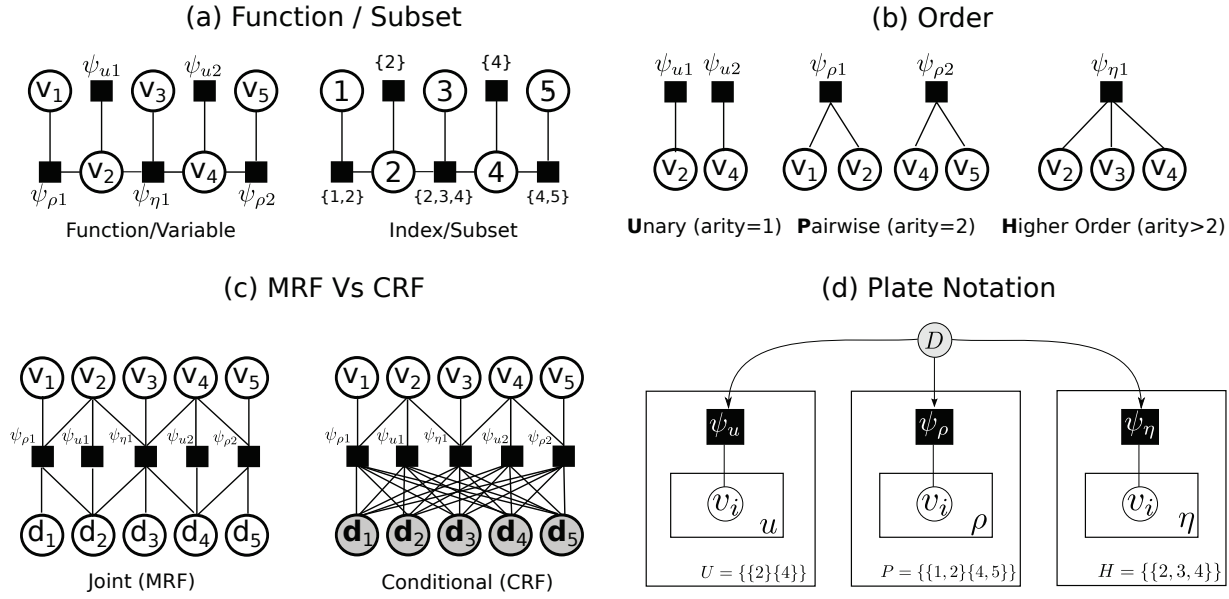 (a) Function / Subset
ψu1 ψu2
v1 v3 v5
v2 v4
ψρ1 ψη1 ψρ2
Function/Variable
{2} {4}
1 3 5
2 4
{1,2} {2,3,4} {4,5}
Index/Subset
(b) Order
ψu1 ψu2 ψρ1 ψρ2 ψη1
v2 v4 v1 v2 v4 v5 v2 v3 v4
Unary (arity=1) Pairwise (arity=2) Higher Order (arity>2)
(c) MRF Vs CRF
v1 v2 v3 v4 v5
ψρ1 ψu1 ψη1 ψu2 ψρ2
d1 d2 d3 d4 d5
Joint (MRF)
v1 v2 v3 v4 v5
ψρ1 ψu1 ψη1 ψu2 ψρ2
d1 d2 d3 d4 d5
Conditional (CRF)
(d) Plate Notation
D
ψu ψρ ψη
vi vi vi
u ρ η
U = {{2}{4}} P = {{1, 2}{4, 5}} H = {{2, 3, 4}}